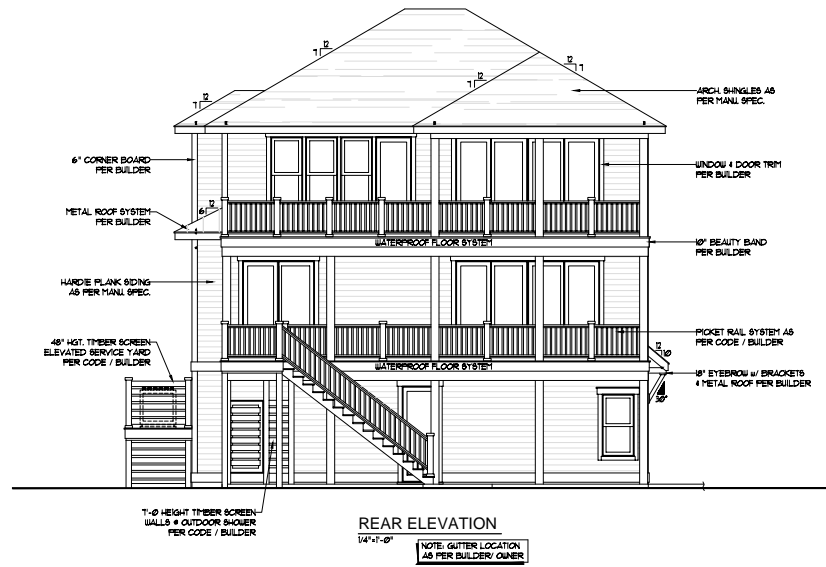 12
7
12
7
12
7
12
7
ARCH. SHINGLES AS
PER MANU. SPEC.
6" CORNER BOARD
PER BUILDER
WINDOW & DOOR TRIM
PER BUILDER
METAL ROOF SYSTEM
PER BUILDER
12
6
WATERPROOF FLOOR SYSTEM
10" BEAUTY BAND
PER BUILDER
HARDIE PLANK SIDING
AS PER MANU. SPEC.
PICKET RAIL SYSTEM AS
PER CODE / BUILDER
48" HGT. TIMBER SCREEN
ELEVATED SERVICE YARD
PER CODE / BUILDER
12
10
WATERPROOF FLOOR SYSTEM
18" EYEBROW w/ BRACKETS
& METAL ROOF PER BUILDER
30°
7'-0 HEIGHT TIMBER SCREEN
WALLS @ OUTDOOR SHOWER
PER CODE / BUILDER
REAR ELEVATION
1/4"=1'-0"
NOTE: GUTTER LOCATION
AS PER BUILDER/ OWNER